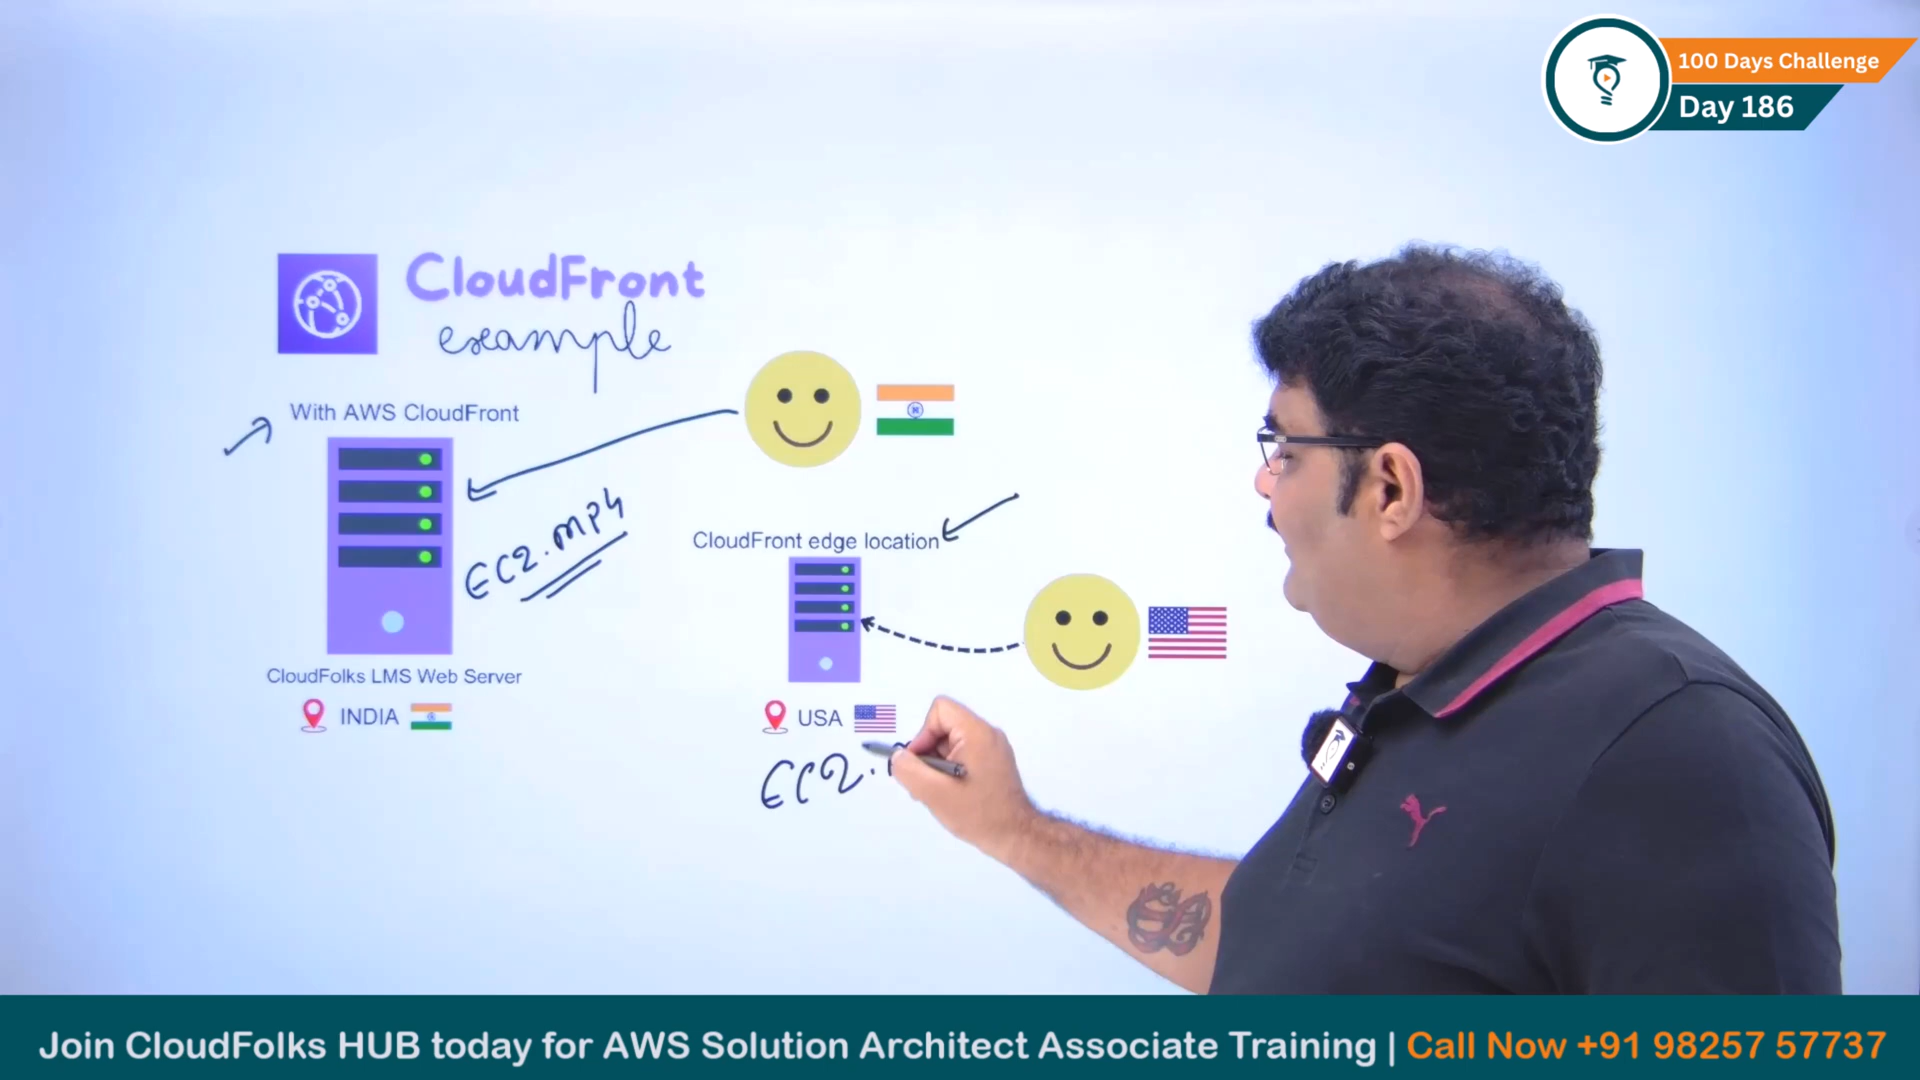 100 Days Challenge
Day 186
CloudFront
example
With AWS CloudFront
EC2.MP4
CloudFront edge location
CloudFolks LMS Web Server
INDIA
USA
EC2.
Join CloudFolks HUB today for AWS Solution Architect Associate Training | Call Now +91 98257 57737